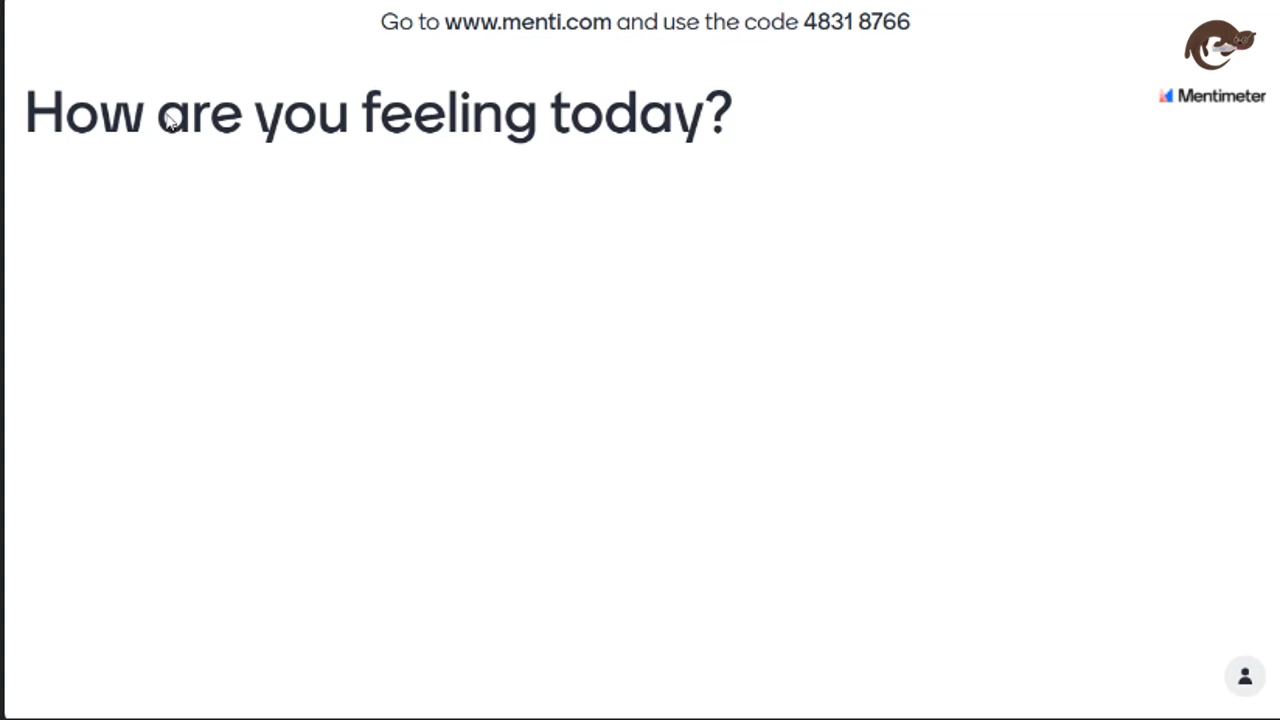 Go to www.menti.com and use the code 4831 8766
Mentimeter
How are you feeling today?